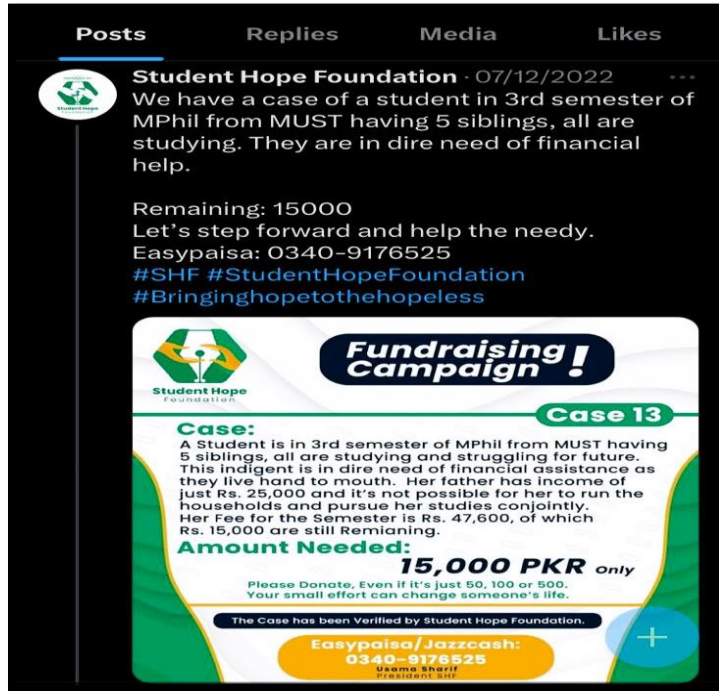 Posts Replies Media Likes
Student Hope Foundation · 07/12/2022 ...
We have a case of a student in 3rd semester of
MPhil from MUST having 5 siblings, all are
studying. They are in dire need of financial
help.
Remaining: 15000
Let's step forward and help the needy.
Easypaisa: 0340-9176525
#SHF #StudentHopeFoundation
#Bringinghopetothehopeless
Student Hope
Foundation
Fundraising
Campaign !
Case 13
Case:
A Student is in 3rd semester of MPhil from MUST having
5 siblings, all are studying and struggling for future.
This indigent is in dire need of financial assistance as
they live hand to mouth. Her father has income of
just Rs. 25,000 and it's not possible for her to run the
households and pursue her studies conjointly.
Her Fee for the Semester is Rs. 47,600, of which
Rs. 15,000 are still Remianing.
Amount Needed:
15,000 PKR only
Please Donate, Even if it's just 50, 100 or 500.
Your small effort can change someone's life.
The Case has been Verified by Student Hope Foundation.
Easypaisa/Jazzcash:
0340-9176525
Usama Sharif
President SHF